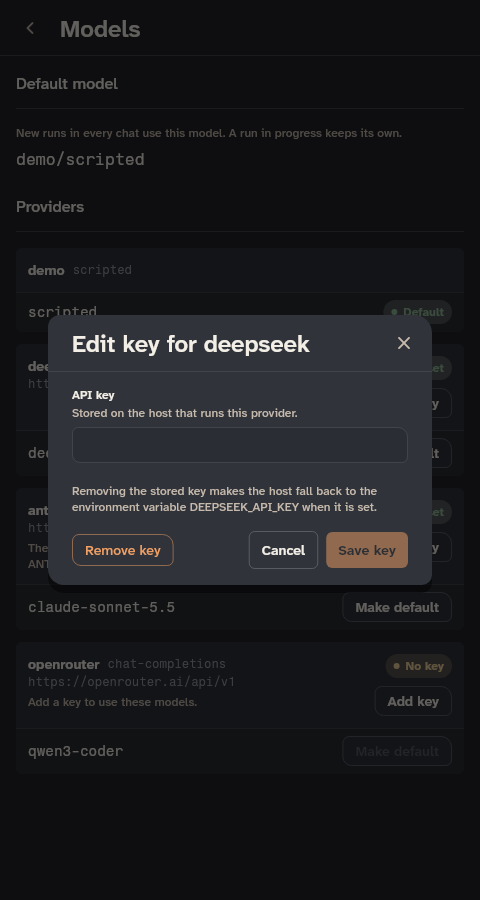 Models
Default model
New runs in every chat use this model. A run in progress keeps its own.
demo/scripted
Providers
demo scripted
scripted
Default
Edit key for deepseek
API key
Stored on the host that runs this provider.
Removing the stored key makes the host fall back to the
environment variable DEEPSEEK_API_KEY when it is set.
Remove key
Cancel
Save key
claude-sonnet-5.5
Make default
openrouter chat-completions
No key
https://openrouter.ai/api/v1
Add a key to use these models.
Add key
qwen3-coder
Make default